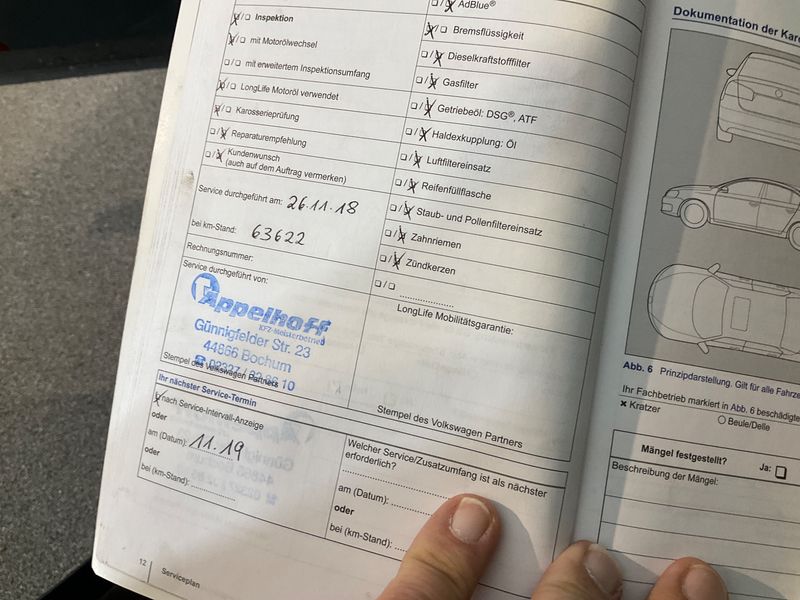 ☐/☒ AdBlue®
☒/☐ Inspektion
☒/☐ mit Motorölwechsel
☐/☐ mit erweitertem Inspektionsumfang
☒/☐ LongLife Motoröl verwendet
☒/☐ Karosserieprüfung
☐/☒ Reparaturempfehlung
☐/☒ Kundenwunsch
(auch auf dem Auftrag vermerken)
Service durchgeführt am: 26.11.18
bei km-Stand: 63622
Rechnungsnummer:
Service durchgeführt von:
Appelhoff
KFZ-Meisterbetrieb
Günnigfelder Str. 23
44866 Bochum
Stempel des Volkswagen Partners
☒/☐ Bremsflüssigkeit
☐/☒ Dieselkraftstofffilter
☐/☒ Gasfilter
☐/☒ Getriebeöl: DSG®, ATF
☐/☒ Haldexkupplung: Öl
☐/☒ Luftfiltereinsatz
☐/☒ Reifenfüllflasche
☐/☒ Staub- und Pollenfiltereinsatz
☐/☒ Zahnriemen
☐/☒ Zündkerzen
☐/☐ ....................
LongLife Mobilitätsgarantie:
Stempel des Volkswagen Partners
Ihr nächster Service-Termin
☒ nach Service-Intervall-Anzeige
oder
am (Datum): 11.19
oder
bei (km-Stand): ................
Welcher Service/Zusatzumfang ist als nächster
erforderlich?
am (Datum): ................
oder
bei (km-Stand): ....
12 Serviceplan
Dokumentation der
Abb. 6 Prinzipdarstellung. Gilt für alle
Ihr Fachbetrieb markiert in Abb. 6
✖ Kratzer
○ Beule/Delle
Mängel festgestellt? Ja: ☐
Beschreibung der Mängel: